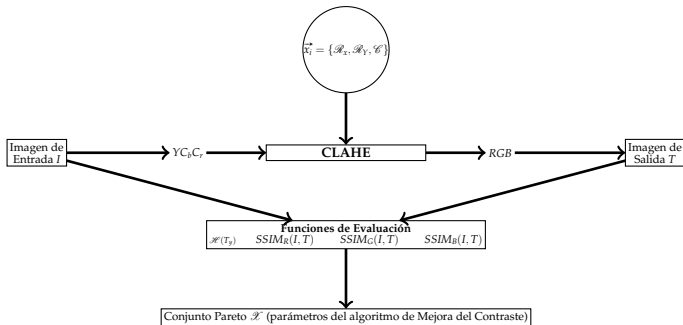 x⃗ᵢ = {ℛₓ, ℛ_Y, 𝒞}
Imagen de
Entrada I
YC_bC_r
CLAHE
RGB
Imagen de
Salida T
Funciones de Evaluación
ℋ(T_y) SSIM_R(I, T) SSIM_G(I, T) SSIM_B(I, T)
Conjunto Pareto 𝒳 (parámetros del algoritmo de Mejora del Contraste)